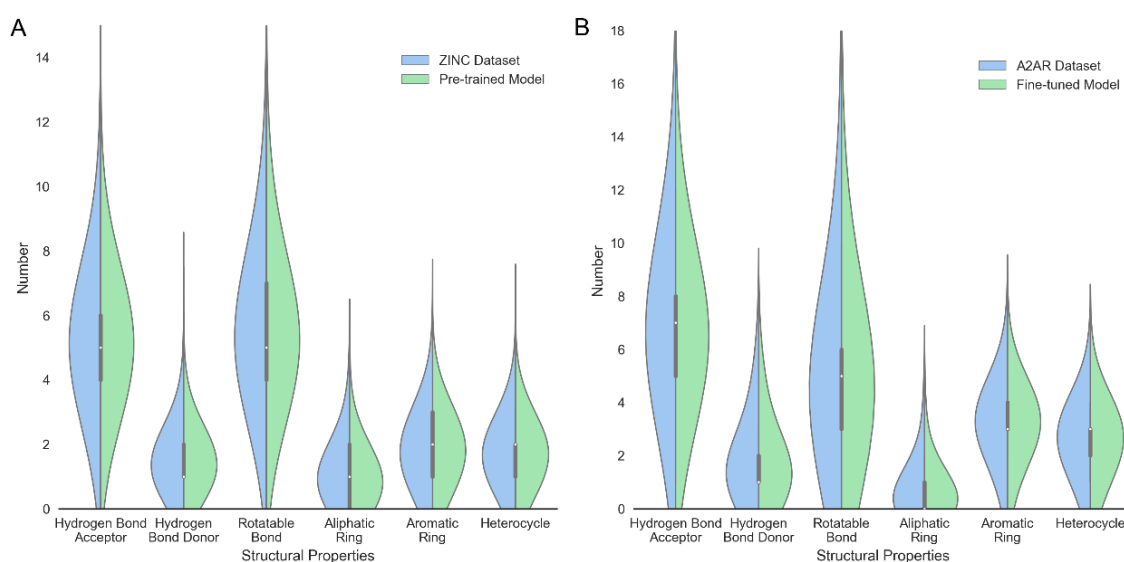 A
ZINC Dataset
Pre-trained Model
14
12
10
8
6
4
2
0
Number
Hydrogen Bond
Acceptor
Hydrogen
Bond Donor
Rotatable
Bond
Aliphatic
Ring
Aromatic
Ring
Heterocycle
Structural Properties
B
A2AR Dataset
Fine-tuned Model
18
16
14
12
10
8
6
4
2
0
Number
Hydrogen Bond
Acceptor
Hydrogen
Bond Donor
Rotatable
Bond
Aliphatic
Ring
Aromatic
Ring
Heterocycle
Structural Properties